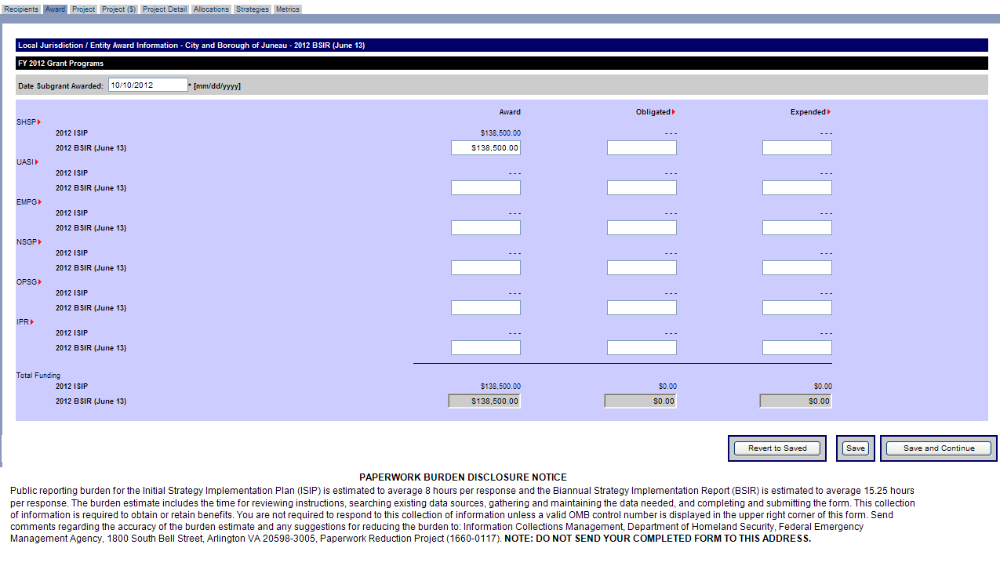 Recipients Award Project Project ($) Project Detail Allocations Strategies Metrics
Local Jurisdiction / Entity Award Information - City and Borough of Juneau - 2012 BSIR (June 13)
FY 2012 Grant Programs
Date Subgrant Awarded: 10/10/2012 * [mm/dd/yyyy]
Award Obligated Expended
SHSP
2012 ISIP $138,500.00 - - - - - -
2012 BSIR (June 13) $138,500.00
UASI
2012 ISIP - - - - - - - - -
2012 BSIR (June 13)
EMPG
2012 ISIP - - - - - - - - -
2012 BSIR (June 13)
NSGP
2012 ISIP - - - - - - - - -
2012 BSIR (June 13)
OPSG
2012 ISIP - - - - - - - - -
2012 BSIR (June 13)
IPR
2012 ISIP - - - - - - - - -
2012 BSIR (June 13)
Total Funding
2012 ISIP $138,500.00 $0.00 $0.00
2012 BSIR (June 13) $138,500.00 $0.00 $0.00
Revert to Saved Save Save and Continue
PAPERWORK BURDEN DISCLOSURE NOTICE
Public reporting burden for the Initial Strategy Implementation Plan (ISIP) is estimated to average 8 hours per response and the Biannual Strategy Implementation Report (BSIR) is estimated to average 15.25 hours
per response. The burden estimate includes the time for reviewing instructions, searching existing data sources, gathering and maintaining the data needed, and completing and submitting the form. This collection
of information is required to obtain or retain benefits. You are not required to respond to this collection of information unless a valid OMB control number is displayed in the upper right corner of this form. Send
comments regarding the accuracy of the burden estimate and any suggestions for reducing the burden to: Information Collections Management, Department of Homeland Security, Federal Emergency
Management Agency, 1800 South Bell Street, Arlington VA 20598-3005, Paperwork Reduction Project (1660-0117). NOTE: DO NOT SEND YOUR COMPLETED FORM TO THIS ADDRESS.